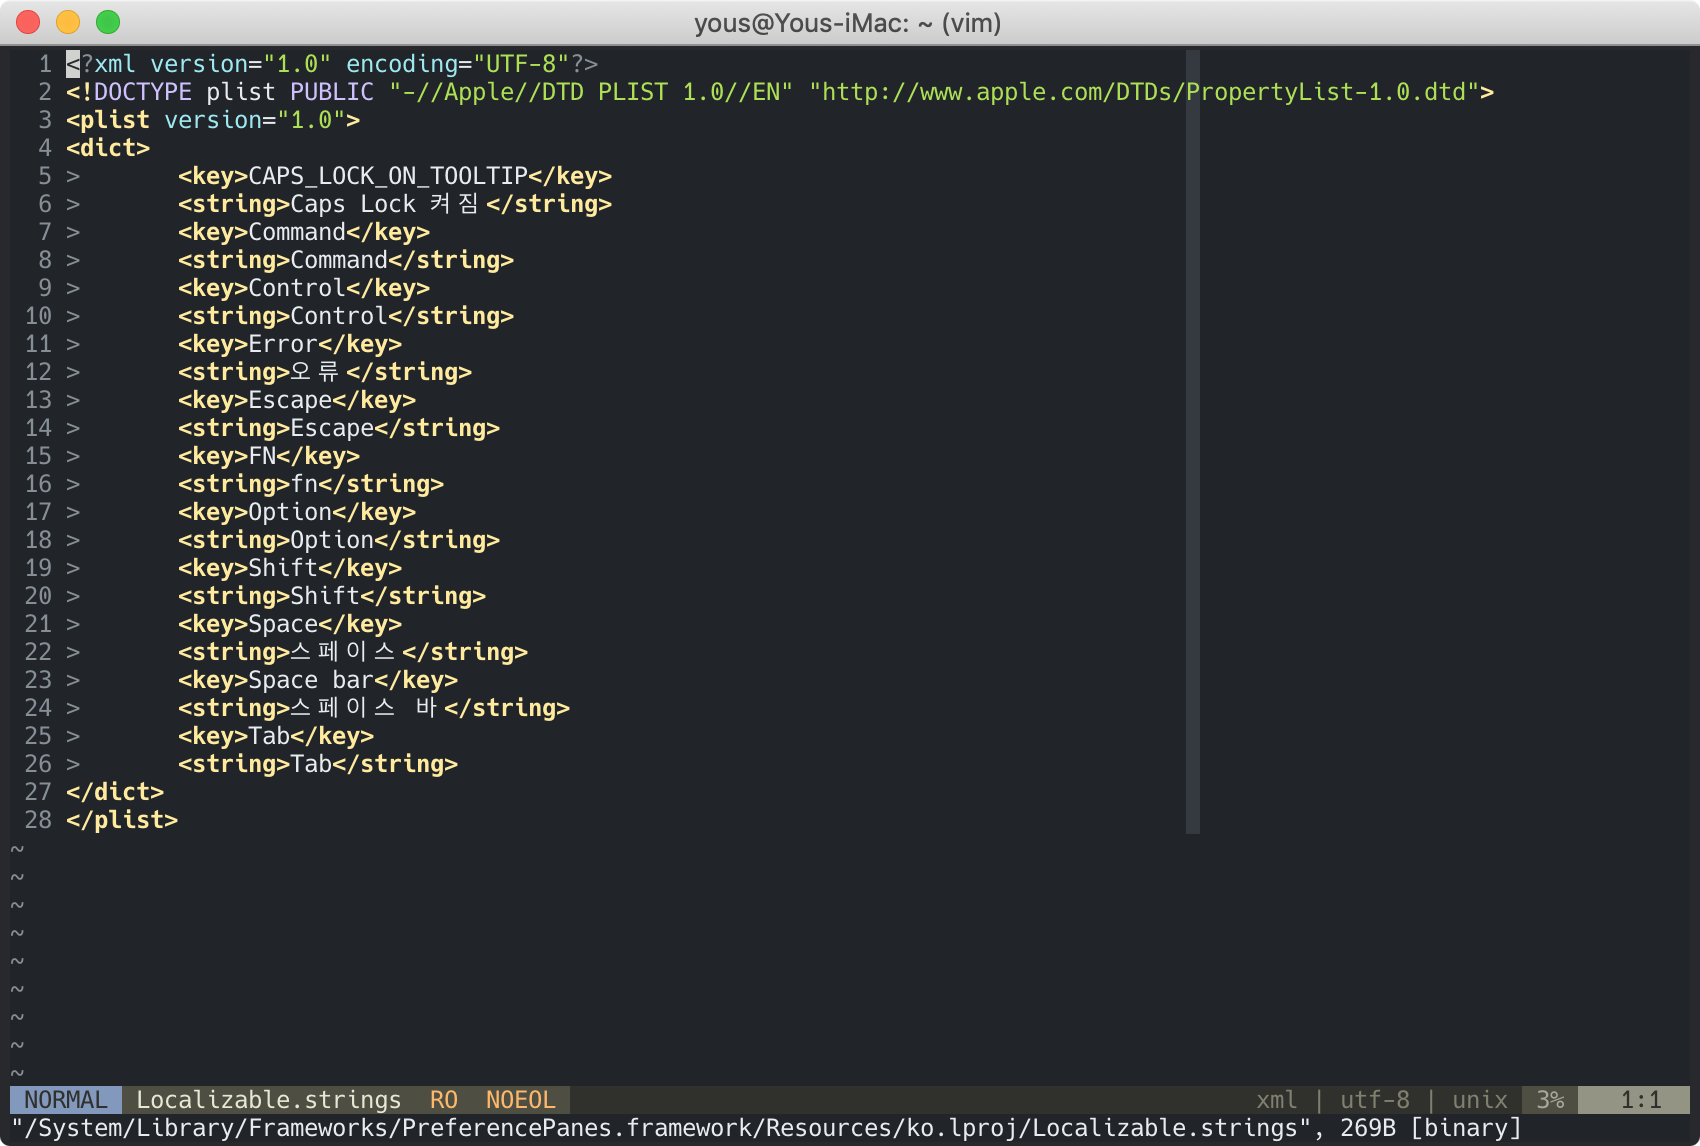 yous@Yous-iMac: ~ (vim)
1 <?xml version="1.0" encoding="UTF-8"?>
2 <!DOCTYPE plist PUBLIC "-//Apple//DTD PLIST 1.0//EN" "http://www.apple.com/DTDs/PropertyList-1.0.dtd">
3 <plist version="1.0">
4 <dict>
5 >       <key>CAPS_LOCK_ON_TOOLTIP</key>
6 >       <string>Caps Lock 켜짐</string>
7 >       <key>Command</key>
8 >       <string>Command</string>
9 >       <key>Control</key>
10 >       <string>Control</string>
11 >       <key>Error</key>
12 >       <string>오류</string>
13 >       <key>Escape</key>
14 >       <string>Escape</string>
15 >       <key>FN</key>
16 >       <string>fn</string>
17 >       <key>Option</key>
18 >       <string>Option</string>
19 >       <key>Shift</key>
20 >       <string>Shift</string>
21 >       <key>Space</key>
22 >       <string>스페이스</string>
23 >       <key>Space bar</key>
24 >       <string>스페이스 바</string>
25 >       <key>Tab</key>
26 >       <string>Tab</string>
27 </dict>
28 </plist>
~
~
~
~
~
~
~
~
~
NORMAL Localizable.strings RO NOEOL xml | utf-8 | unix 3% 1:1
"/System/Library/Frameworks/PreferencePanes.framework/Resources/ko.lproj/Localizable.strings", 269B [binary]